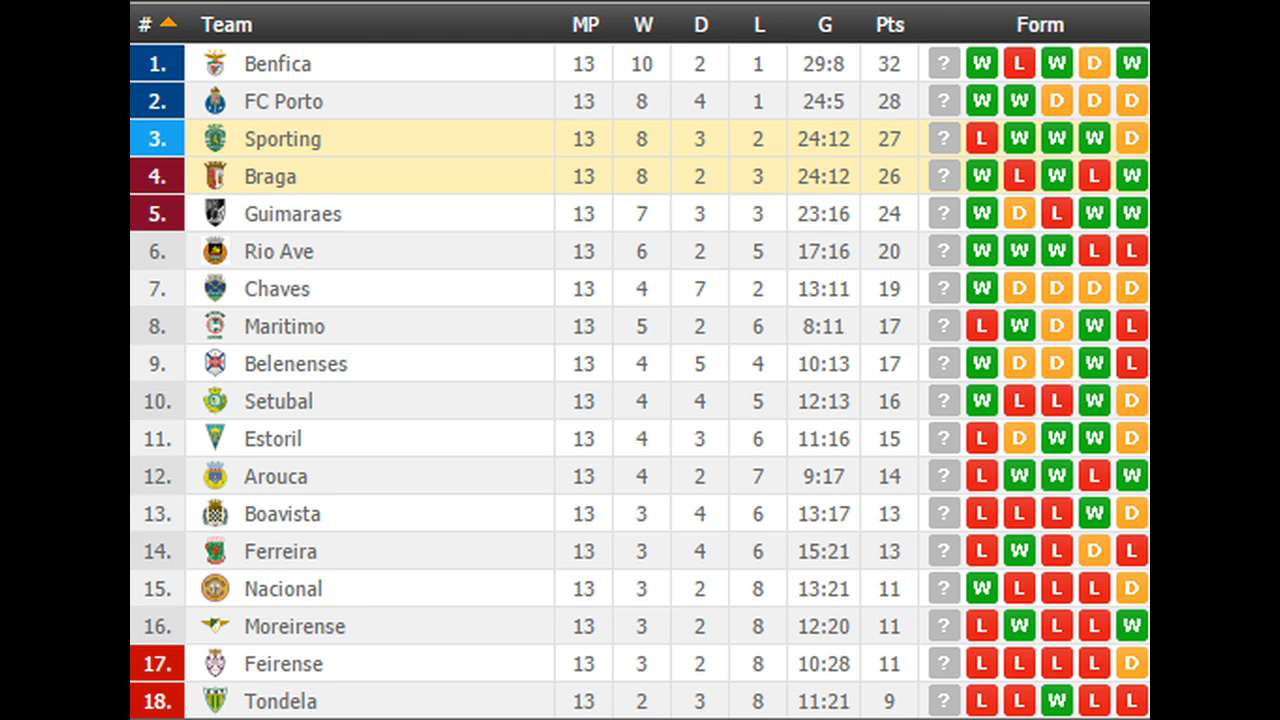 # Team MP W D L G Pts Form
1. Benfica 13 10 2 1 29:8 32 ? W L W D W
2. FC Porto 13 8 4 1 24:5 28 ? W W D D D
3. Sporting 13 8 3 2 24:12 27 ? L W W W D
4. Braga 13 8 2 3 24:12 26 ? W L W L W
5. Guimaraes 13 7 3 3 23:16 24 ? W D L W W
6. Rio Ave 13 6 2 5 17:16 20 ? W W W L L
7. Chaves 13 4 7 2 13:11 19 ? W D D D D
8. Maritimo 13 5 2 6 8:11 17 ? L W D W L
9. Belenenses 13 4 5 4 10:13 17 ? W D D W L
10. Setubal 13 4 4 5 12:13 16 ? W L L W D
11. Estoril 13 4 3 6 11:16 15 ? L D W W D
12. Arouca 13 4 2 7 9:17 14 ? L W W L W
13. Boavista 13 3 4 6 13:17 13 ? L L L W D
14. Ferreira 13 3 4 6 15:21 13 ? L W L D L
15. Nacional 13 3 2 8 13:21 11 ? W L L L D
16. Moreirense 13 3 2 8 12:20 11 ? L W L L W
17. Feirense 13 3 2 8 10:28 11 ? L L L L D
18. Tondela 13 2 3 8 11:21 9 ? L L W L L